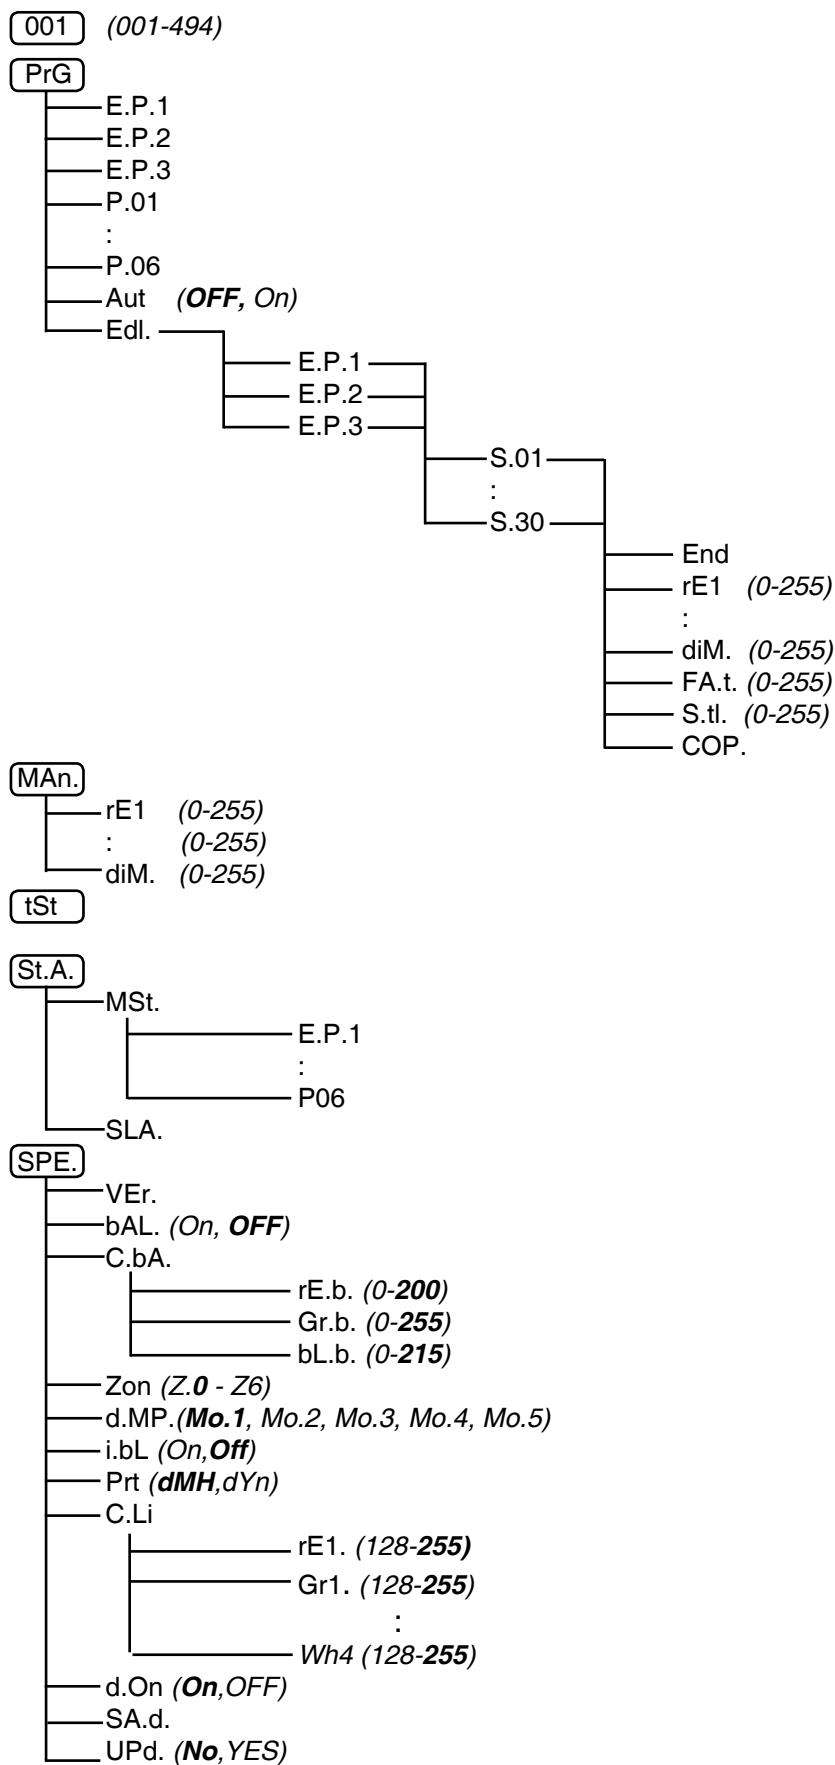 001 (001-494)
PrG
E.P.1
E.P.2
E.P.3
P.01
:
P.06
Aut (OFF, On)
Edl.
E.P.1
E.P.2
E.P.3
S.01
:
S.30
End
rE1 (0-255)
:
diM. (0-255)
FA.t. (0-255)
S.tl. (0-255)
COP.
MAn.
rE1 (0-255)
: (0-255)
diM. (0-255)
tSt
St.A.
MSt.
E.P.1
:
P06
SLA.
SPE.
VEr.
bAL. (On, OFF)
C.bA.
rE.b. (0-200)
Gr.b. (0-255)
bL.b. (0-215)
Zon (Z.0 - Z6)
d.MP.(Mo.1, Mo.2, Mo.3, Mo.4, Mo.5)
i.bL (On,Off)
Prt (dMH,dYn)
C.Li
rE1. (128-255)
Gr1. (128-255)
:
Wh4 (128-255)
d.On (On,OFF)
SA.d.
UPd. (No,YES)